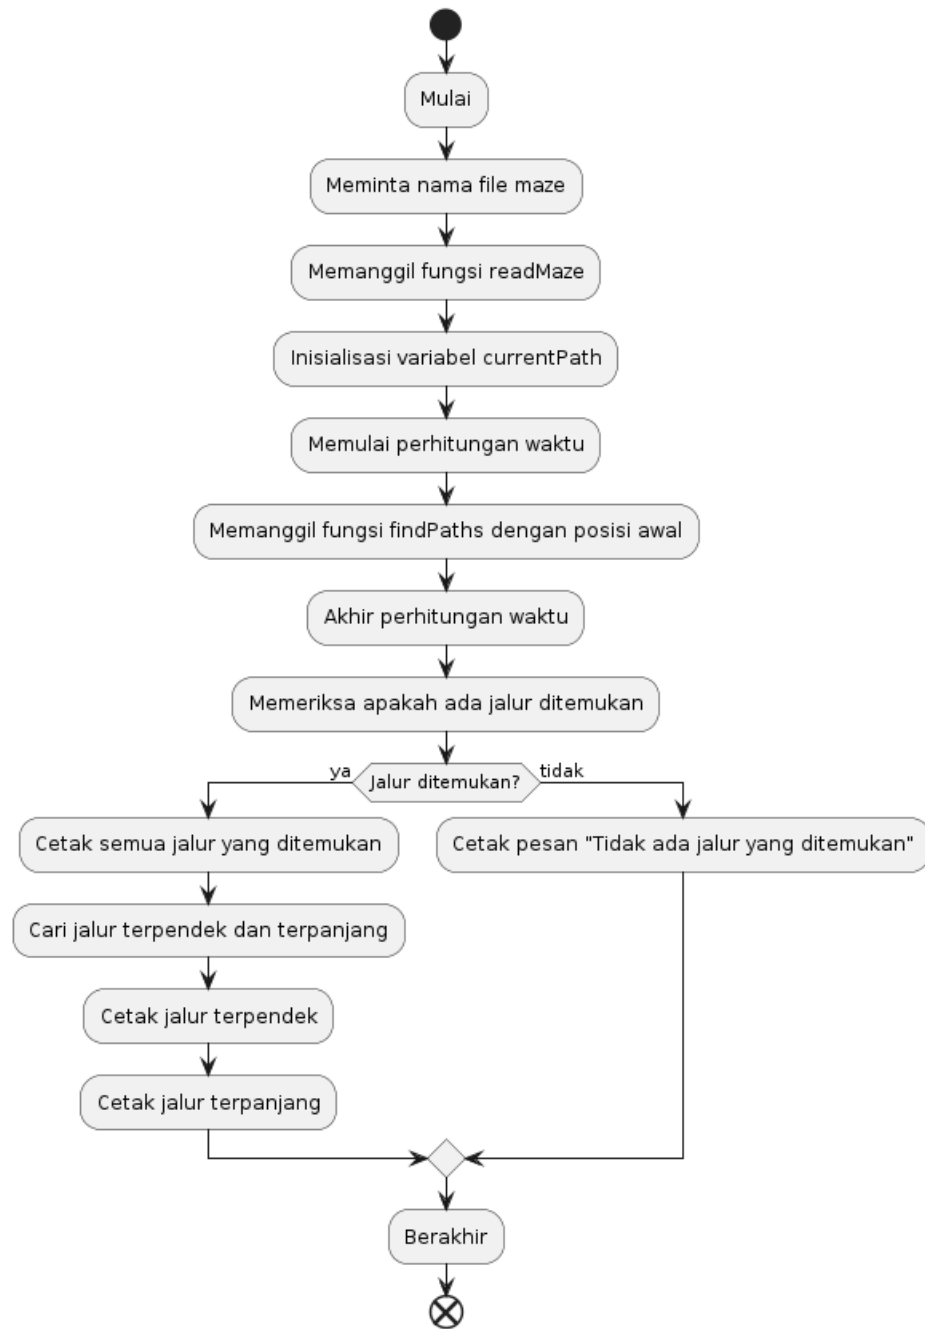 Mulai
Meminta nama file maze
Memanggil fungsi readMaze
Inisialisasi variabel currentPath
Memulai perhitungan waktu
Memanggil fungsi findPaths dengan posisi awal
Akhir perhitungan waktu
Memeriksa apakah ada jalur ditemukan
ya
Jalur ditemukan?
tidak
Cetak semua jalur yang ditemukan
Cetak pesan "Tidak ada jalur yang ditemukan"
Cari jalur terpendek dan terpanjang
Cetak jalur terpendek
Cetak jalur terpanjang
Berakhir